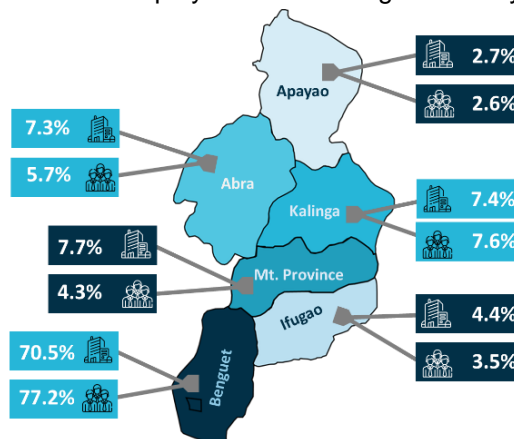 2.7%
Apayao
2.6%
7.3%
5.7%
Abra
7.4%
Kalinga
7.6%
7.7%
Mt. Province
4.3%
Ifugao
4.4%
3.5%
70.5%
77.2%
Benguet